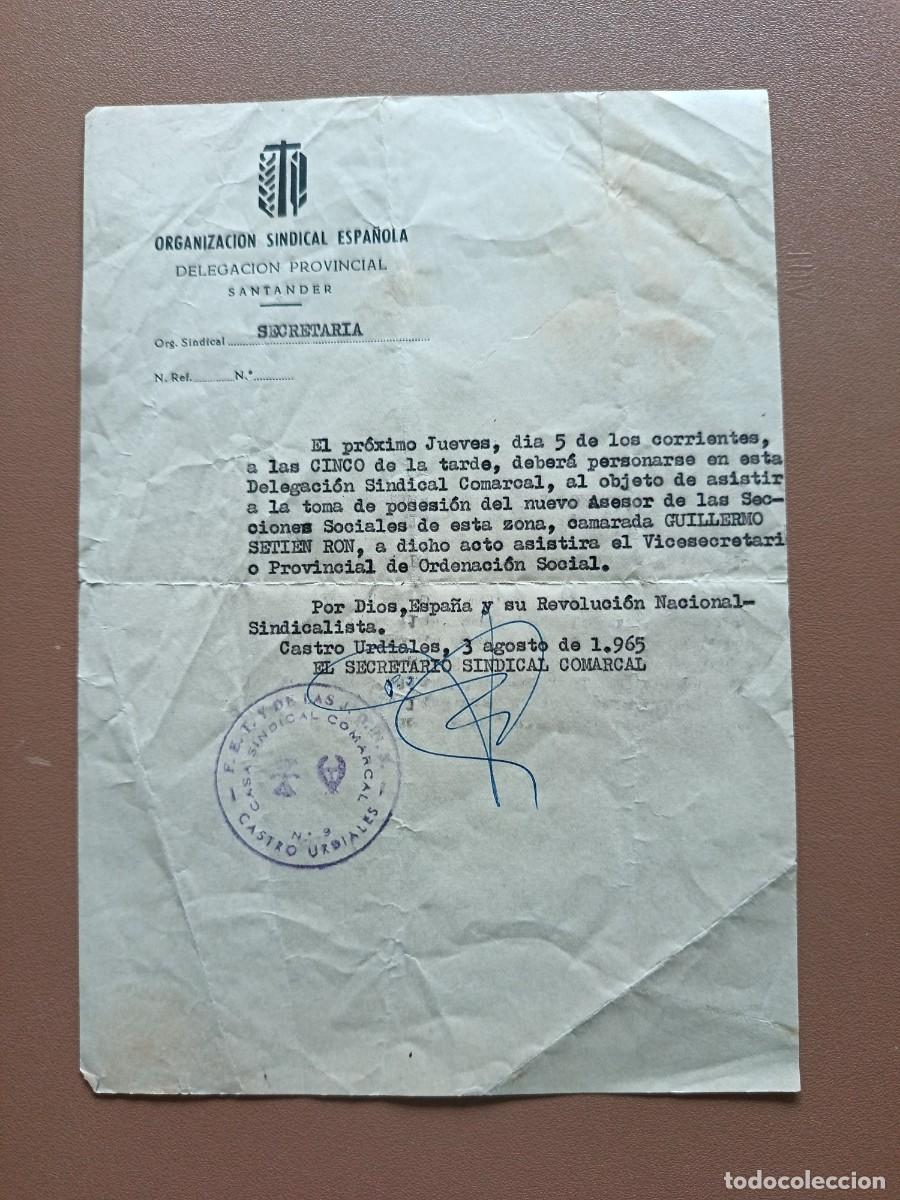 ORGANIZACION SINDICAL ESPAÑOLA
DELEGACION PROVINCIAL
SANTANDER
Org. Sindical SECRETARIA
N. Ref. N.º
El próximo Jueves, dia 5 de los corrientes,
a las CINCO de la tarde, deberá personarse en esta
Delegación Sindical Comarcal, al objeto de asistir
a la toma de posesión del nuevo Asesor de las Sec-
ciones Sociales de esta zona, camarada GUILLERMO
SETIEN RON, a dicho acto asistira el Vicesecretari
o Provincial de Ordenación Social.
Por Dios,España y su Revolución Nacional-
Sindicalista.
Castro Urdiales, 3 agosto de 1.965
EL SECRETARIO SINDICAL COMARCAL
F. E. T. Y DE LAS J. O. N. S.
CASA SINDICAL COMARCAL
N.º 9
CASTRO URDIALES
todocoleccion